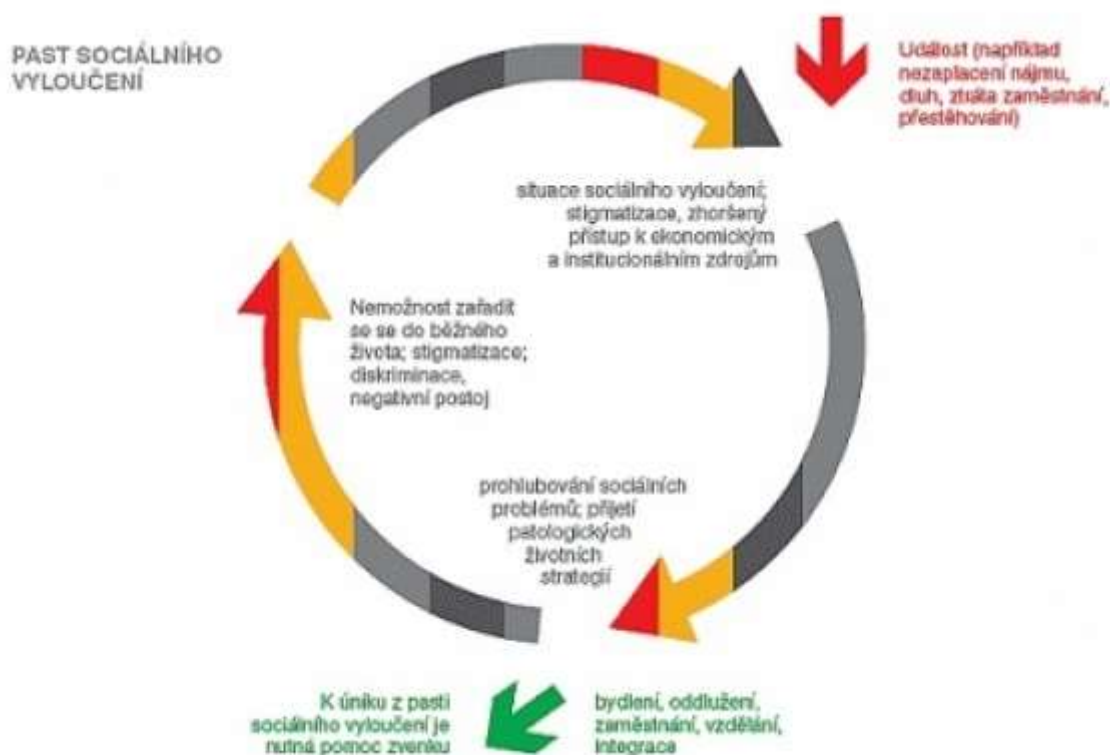 PAST SOCIÁLNÍHO
VYLOUČENÍ
Událost (například
nezaplacení nájmu,
dluh, ztráta zaměstnání,
přestěhování)
situace sociálního vyloučení;
stigmatizace, zhoršený
přístup k ekonomickým
a institucionálním zdrojům
Nemožnost zařadit
se se do běžného
života; stigmatizace;
diskriminace,
negativní postoj
prohlubování sociálních
problémů; přijetí
patologických
životních
strategií
K úniku z pasti
sociálního vyloučení je
nutná pomoc zvenku
bydlení, oddlužení,
zaměstnání, vzdělání,
integrace